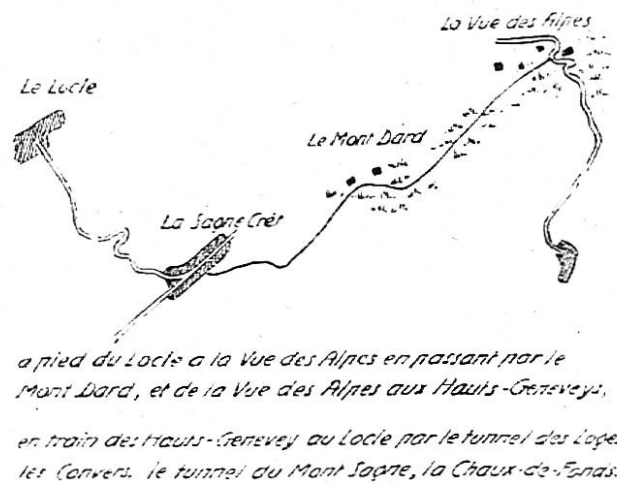 La Vue des Alpes
Le Locle
Le Mont Dard
La Sagne Crêt
a pied du Locle a la Vue des Alpes en passant par le
Mont Dard, et de la Vue des Alpes aux Hauts-Geneveys,
en train des Hauts-Genevey au Locle par le tunnel des Loges
les Convers. le tunnel du Mont Sagne, la Chaux-de-Fonds.